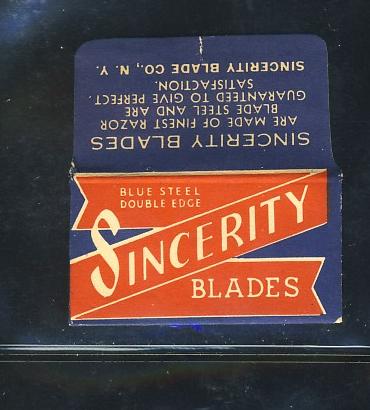 SINCERITY BLADES
ARE MADE OF FINEST RAZOR
BLADE STEEL AND ARE
GUARANTEED TO GIVE PERFECT.
SATISFACTION.
SINCERITY BLADE CO., N. Y.
BLUE STEEL
DOUBLE EDGE
SINCERITY
BLADES